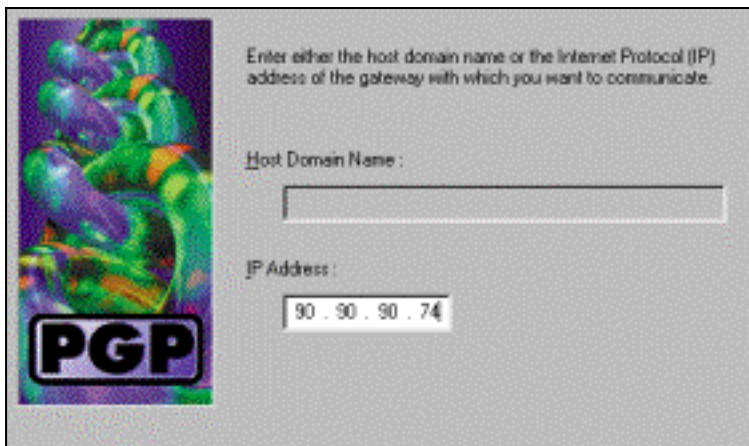 Enter either the host domain name or the Internet Protocol (IP)
address of the gateway with which you want to communicate.
Host Domain Name :
IP Address :
90 . 90 . 90 . 74
PGP